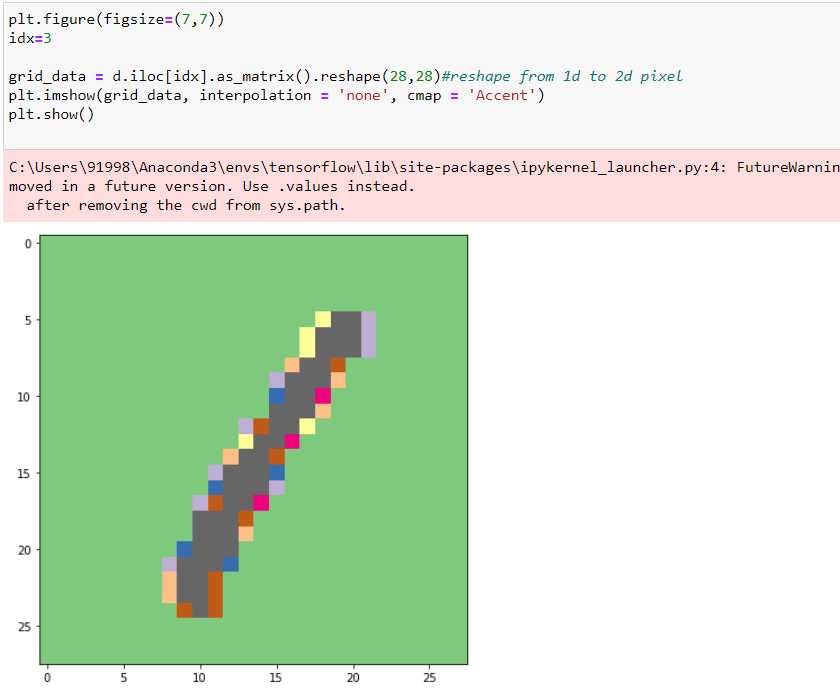 plt.figure(figsize=(7,7))
idx=3
grid_data = d.iloc[idx].as_matrix().reshape(28,28)#reshape from 1d to 2d pixel
plt.imshow(grid_data, interpolation = 'none', cmap = 'Accent')
plt.show()
C:\Users\91998\Anaconda3\envs\tensorflow\lib\site-packages\ipykernel_launcher.py:4: FutureWarnin
moved in a future version. Use .values instead.
after removing the cwd from sys.path.
0
5
10
15
20
25
0 5 10 15 20 25